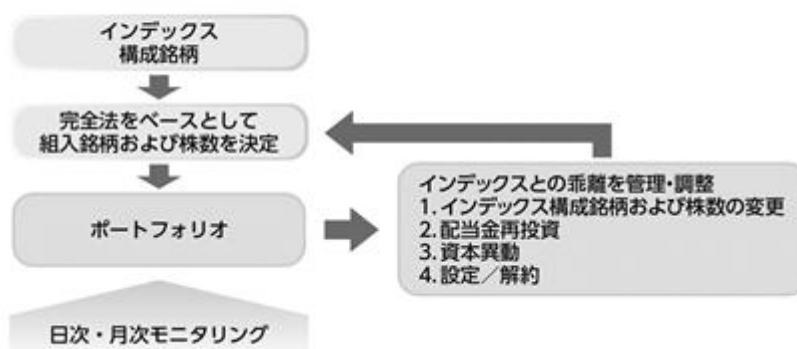 インデックス
構成銘柄
完全法をベースとして
組入銘柄および株数を決定
ポートフォリオ
日次・月次モニタリング
インデックスとの乖離を管理・調整
1.インデックス構成銘柄および株数の変更
2.配当金再投資
3.資本異動
4.設定／解約